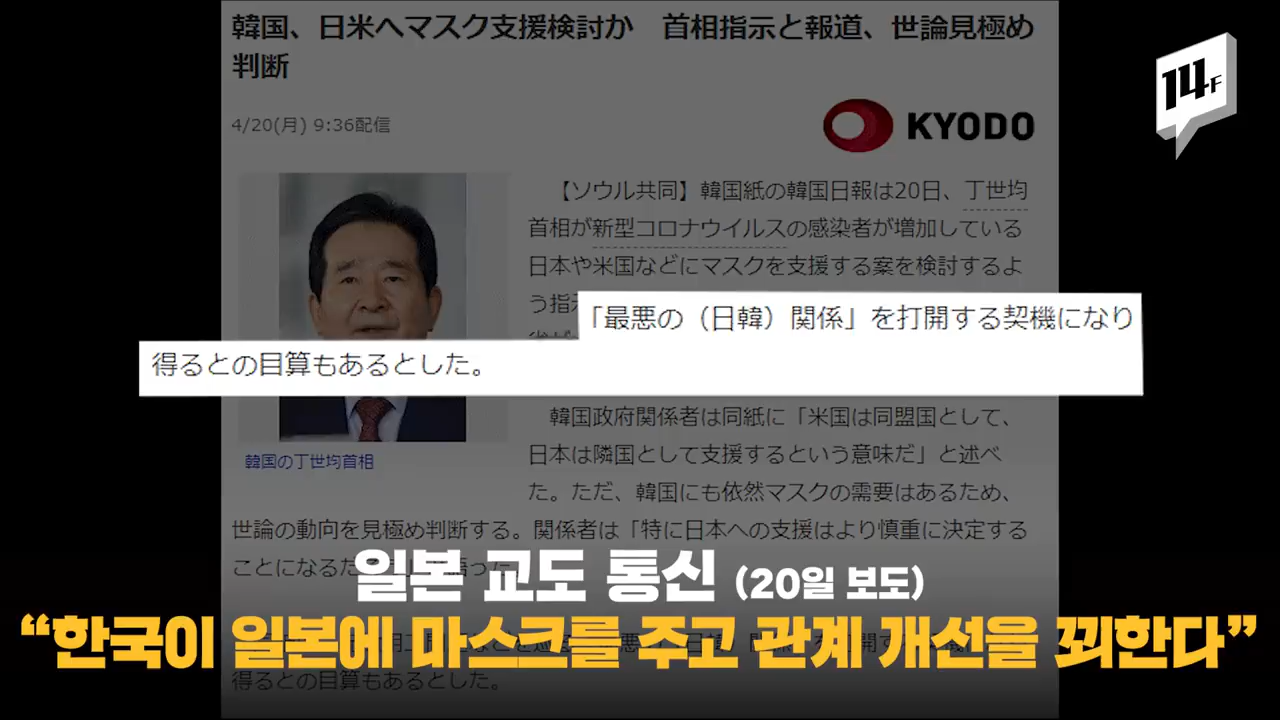 韓国、日米へマスク支援検討か　首相指示と報道、世論見極め
判断
14F
4/20(月) 9:36配信
KYODO
【ソウル共同】韓国紙の韓国日報は20日、丁世均
首相が新型コロナウイルスの感染者が増加している
日本や米国などにマスクを支援する案を検討するよ
う指
「最悪の（日韓）関係」を打開する契機になり
得るとの目算もあるとした。
韓国政府関係者は同紙に「米国は同盟国として、
韓国の丁世均首相
日本は隣国として支援するという意味だ」と述べ
た。ただ、韓国にも依然マスクの需要はあるため、
世論の動向を見極め判断する。関係者は「特に日本への支援はより慎重に決定する
ことになるだ
일본 교도 통신 (20일 보도)
“한국이 일본에 마스크를 주고 관계 개선을 꾀한다”
得るとの目算もあるとした。